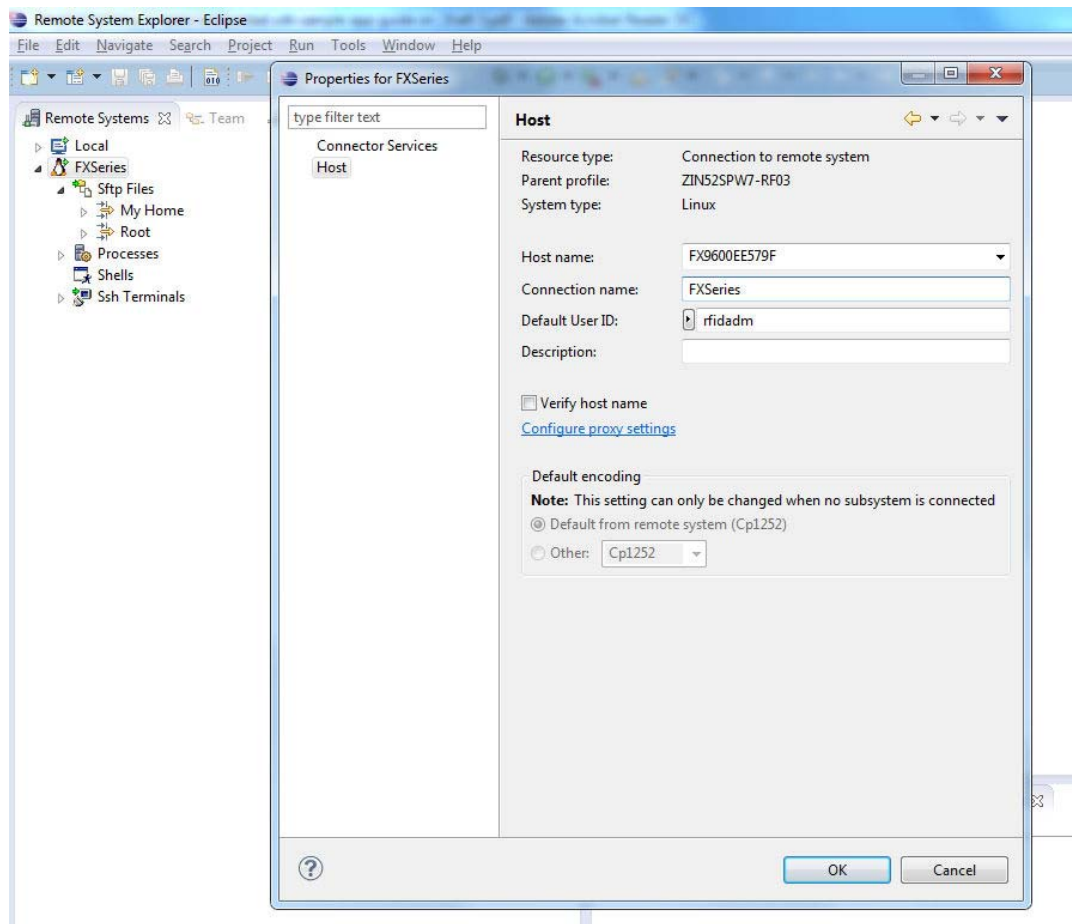 Remote System Explorer - Eclipse
File Edit Navigate Search Project Run Tools Window Help
010
Properties for FXSeries
Remote Systems Team
Local
FXSeries
Sftp Files
My Home
Root
Processes
Shells
Ssh Terminals
type filter text
Connector Services
Host
Host
Resource type: Connection to remote system
Parent profile: ZIN52SPW7-RF03
System type: Linux
Host name: FX9600EE579F
Connection name: FXSeries
Default User ID: rfidadm
Description:
Verify host name
Configure proxy settings
Default encoding
Note: This setting can only be changed when no subsystem is connected
Default from remote system (Cp1252)
Other: Cp1252
OK Cancel